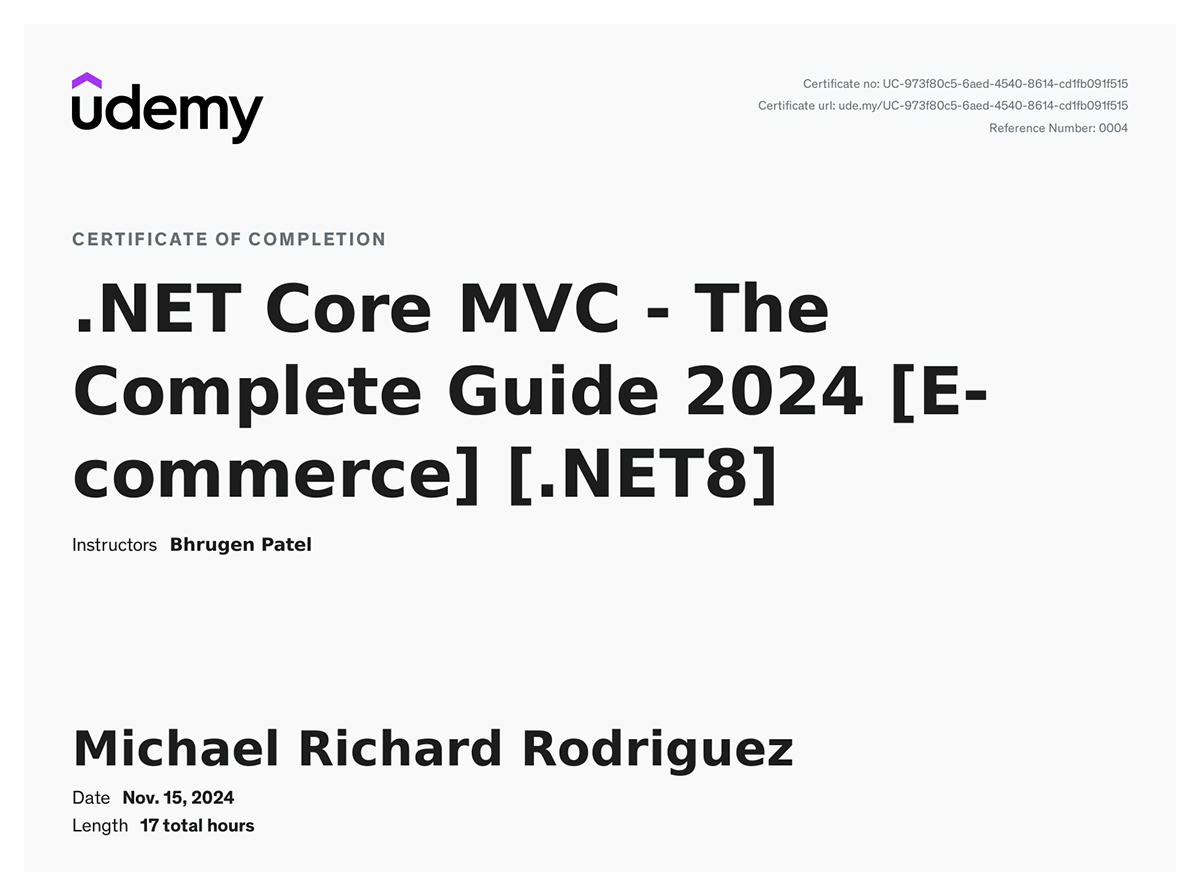 udemy
Certificate no: UC-973f80c5-6aed-4540-8614-cd1fb091f515
Certificate url: ude.my/UC-973f80c5-6aed-4540-8614-cd1fb091f515
Reference Number: 0004
CERTIFICATE OF COMPLETION
.NET Core MVC - The
Complete Guide 2024 [E-
commerce] [.NET8]
Instructors Bhrugen Patel
Michael Richard Rodriguez
Date Nov. 15, 2024
Length 17 total hours